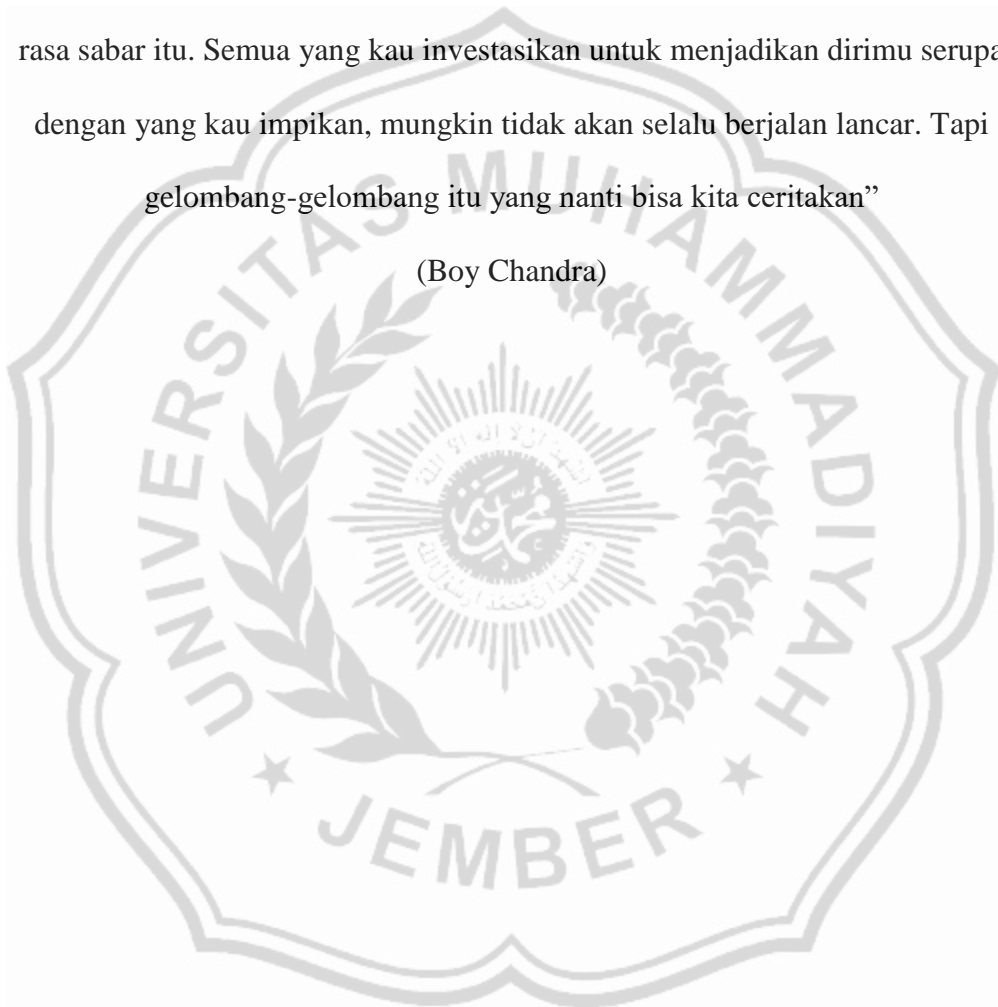 rasa sabar itu. Semua yang kau investasikan untuk menjadikan dirimu serupa
dengan yang kau impikan, mungkin tidak akan selalu berjalan lancar. Tapi
gelombang-gelombang itu yang nanti bisa kita ceritakan”
(Boy Chandra)
UNIVERSITAS MUHAMMADIYAH
JEMBER